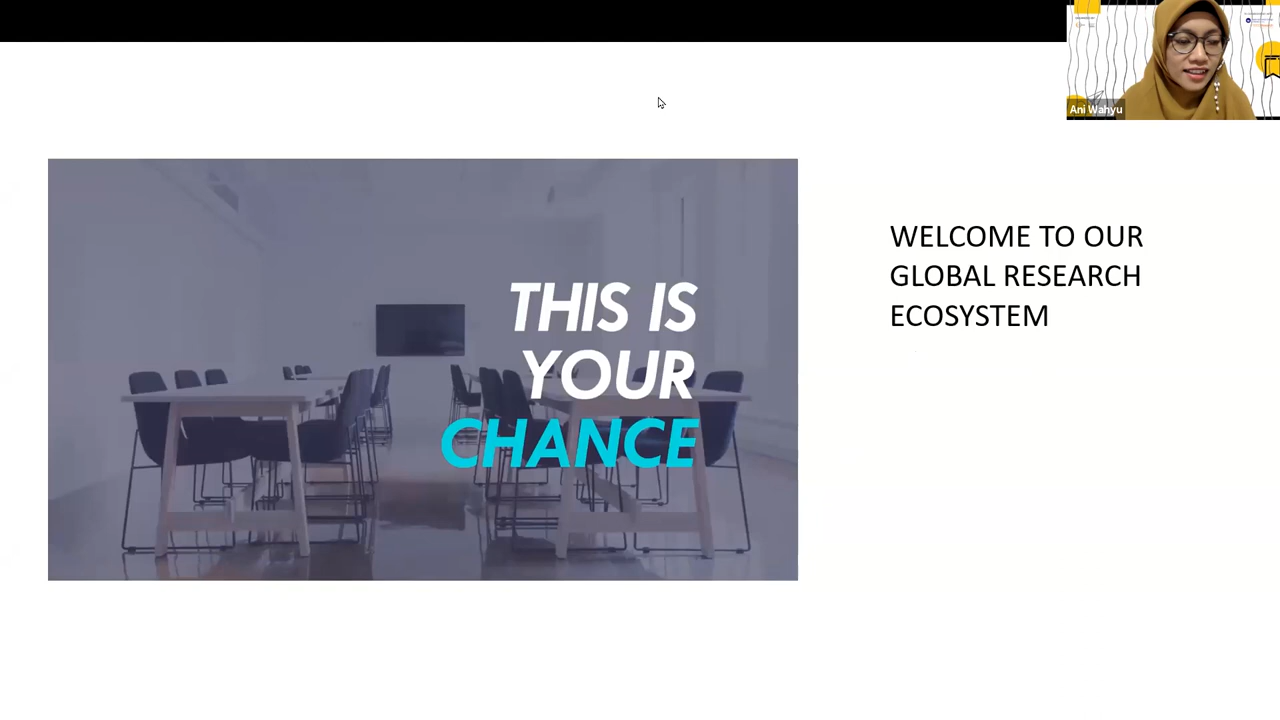 Ani Wahyu
THIS IS
YOUR
CHANCE
WELCOME TO OUR
GLOBAL RESEARCH
ECOSYSTEM